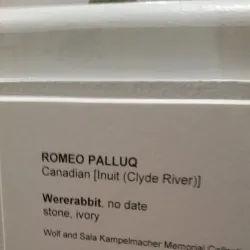 ROMEO PALLUQ
Canadian [Inuit (Clyde River)]
Wererabbit, no date
stone, ivory
Wolf and Sala Kampelmacher Memorial